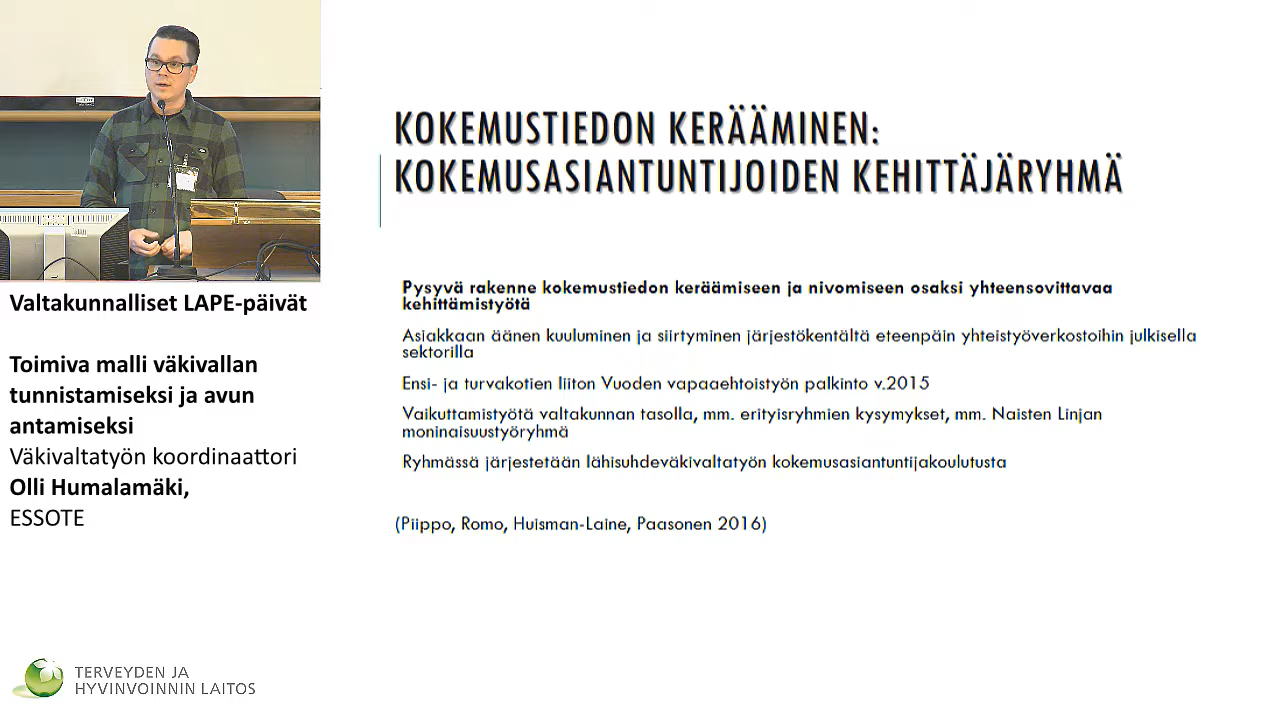 KOKEMUSTIEDON KERÄÄMINEN:
KOKEMUSASIANTUNTIJOIDEN KEHITTÄJÄRYHMÄ
Pysyvä rakenne kokemustiedon keräämiseen ja nivomiseen osaksi yhteensovittavaa
kehittämistyötä
Asiakkaan äänen kuuluminen ja siirtyminen järjestökentältä eteenpäin yhteistyöverkostoihin julkisella
sektorilla
Ensi- ja turvakotien liiton Vuoden vapaaehtoistyön palkinto v.2015
Vaikuttamistyötä valtakunnan tasolla, mm. erityisryhmien kysymykset, mm. Naisten Linjan
moninaisuustyöryhmä
Ryhmässä järjestetään lähisuhdeväkivaltatyön kokemusasiantuntijakoulutusta
(Piippo, Romo, Huisman-Laine, Paasonen 2016)
Valtakunnalliset LAPE-päivät
Toimiva malli väkivallan
tunnistamiseksi ja avun
antamiseksi
Väkivaltatyön koordinaattori
Olli Humalamäki,
ESSOTE
TERVEYDEN JA
HYVINVOINNIN LAITOS